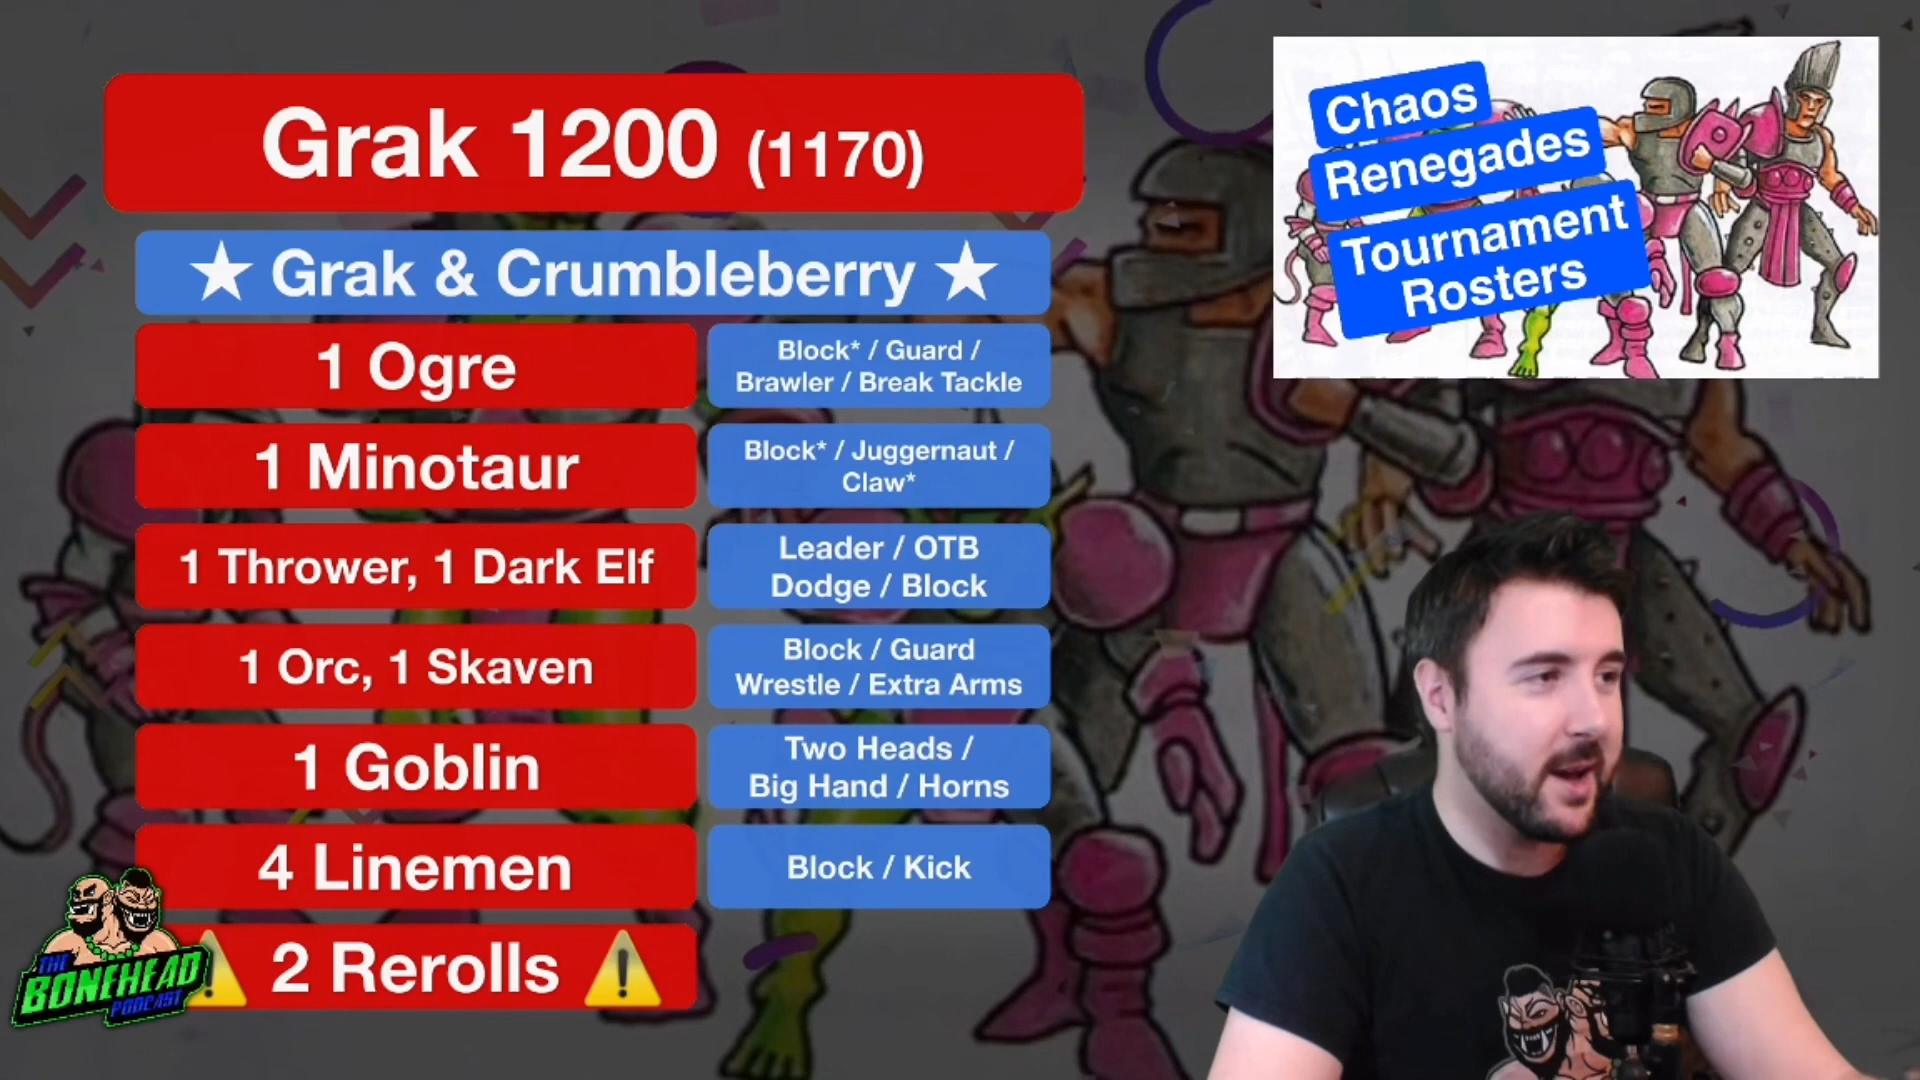 Grak 1200 (1170)
★ Grak & Crumbleberry ★
1 Ogre
Block* / Guard /
Brawler / Break Tackle
1 Minotaur
Block* / Juggernaut /
Claw*
1 Thrower, 1 Dark Elf
Leader / OTB
Dodge / Block
1 Orc, 1 Skaven
Block / Guard
Wrestle / Extra Arms
1 Goblin
Two Heads /
Big Hand / Horns
4 Linemen
Block / Kick
2 Rerolls
Chaos
Renegades
Tournament
Rosters
THE
BONEHEAD
PODCAST